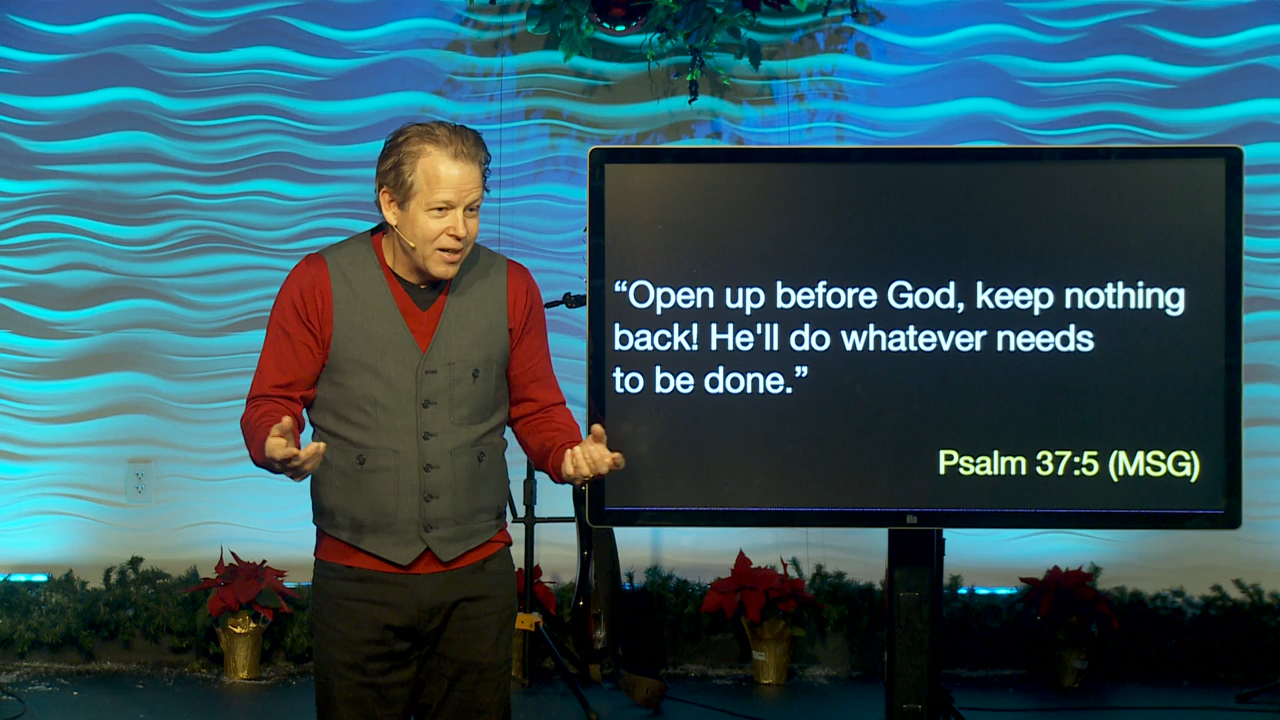 “Open up before God, keep nothing
back! He'll do whatever needs
to be done.”
Psalm 37:5 (MSG)
elo